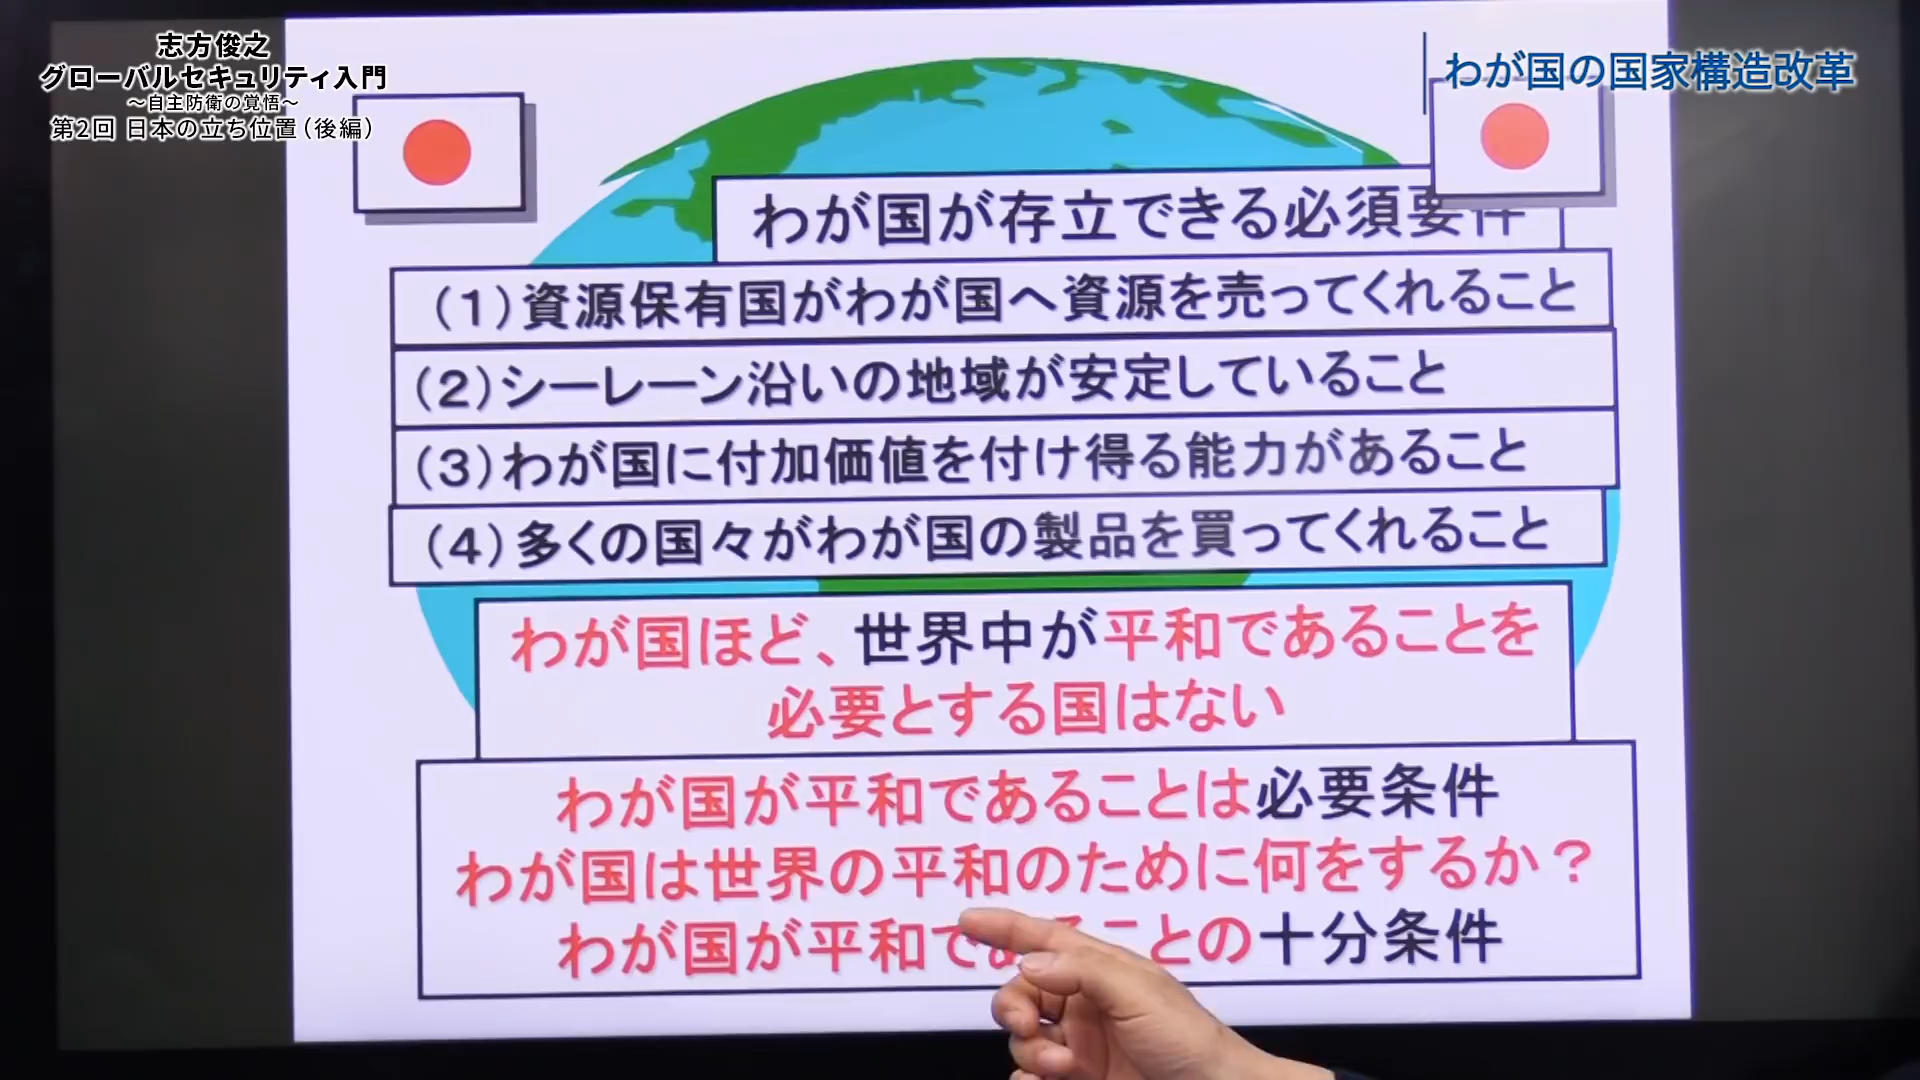 志方俊之
グローバルセキュリティ入門
～自主防衛の覚悟～
第2回 日本の立ち位置（後編）
わが国の国家構造改革
わが国が存立できる必須要件
（1）資源保有国がわが国へ資源を売ってくれること
（2）シーレーン沿いの地域が安定していること
（3）わが国に付加価値を付け得る能力があること
（4）多くの国々がわが国の製品を買ってくれること
わが国ほど、世界中が平和であることを
必要とする国はない
わが国が平和であることは必要条件
わが国は世界の平和のために何をするか？
わが国が平和であることの十分条件